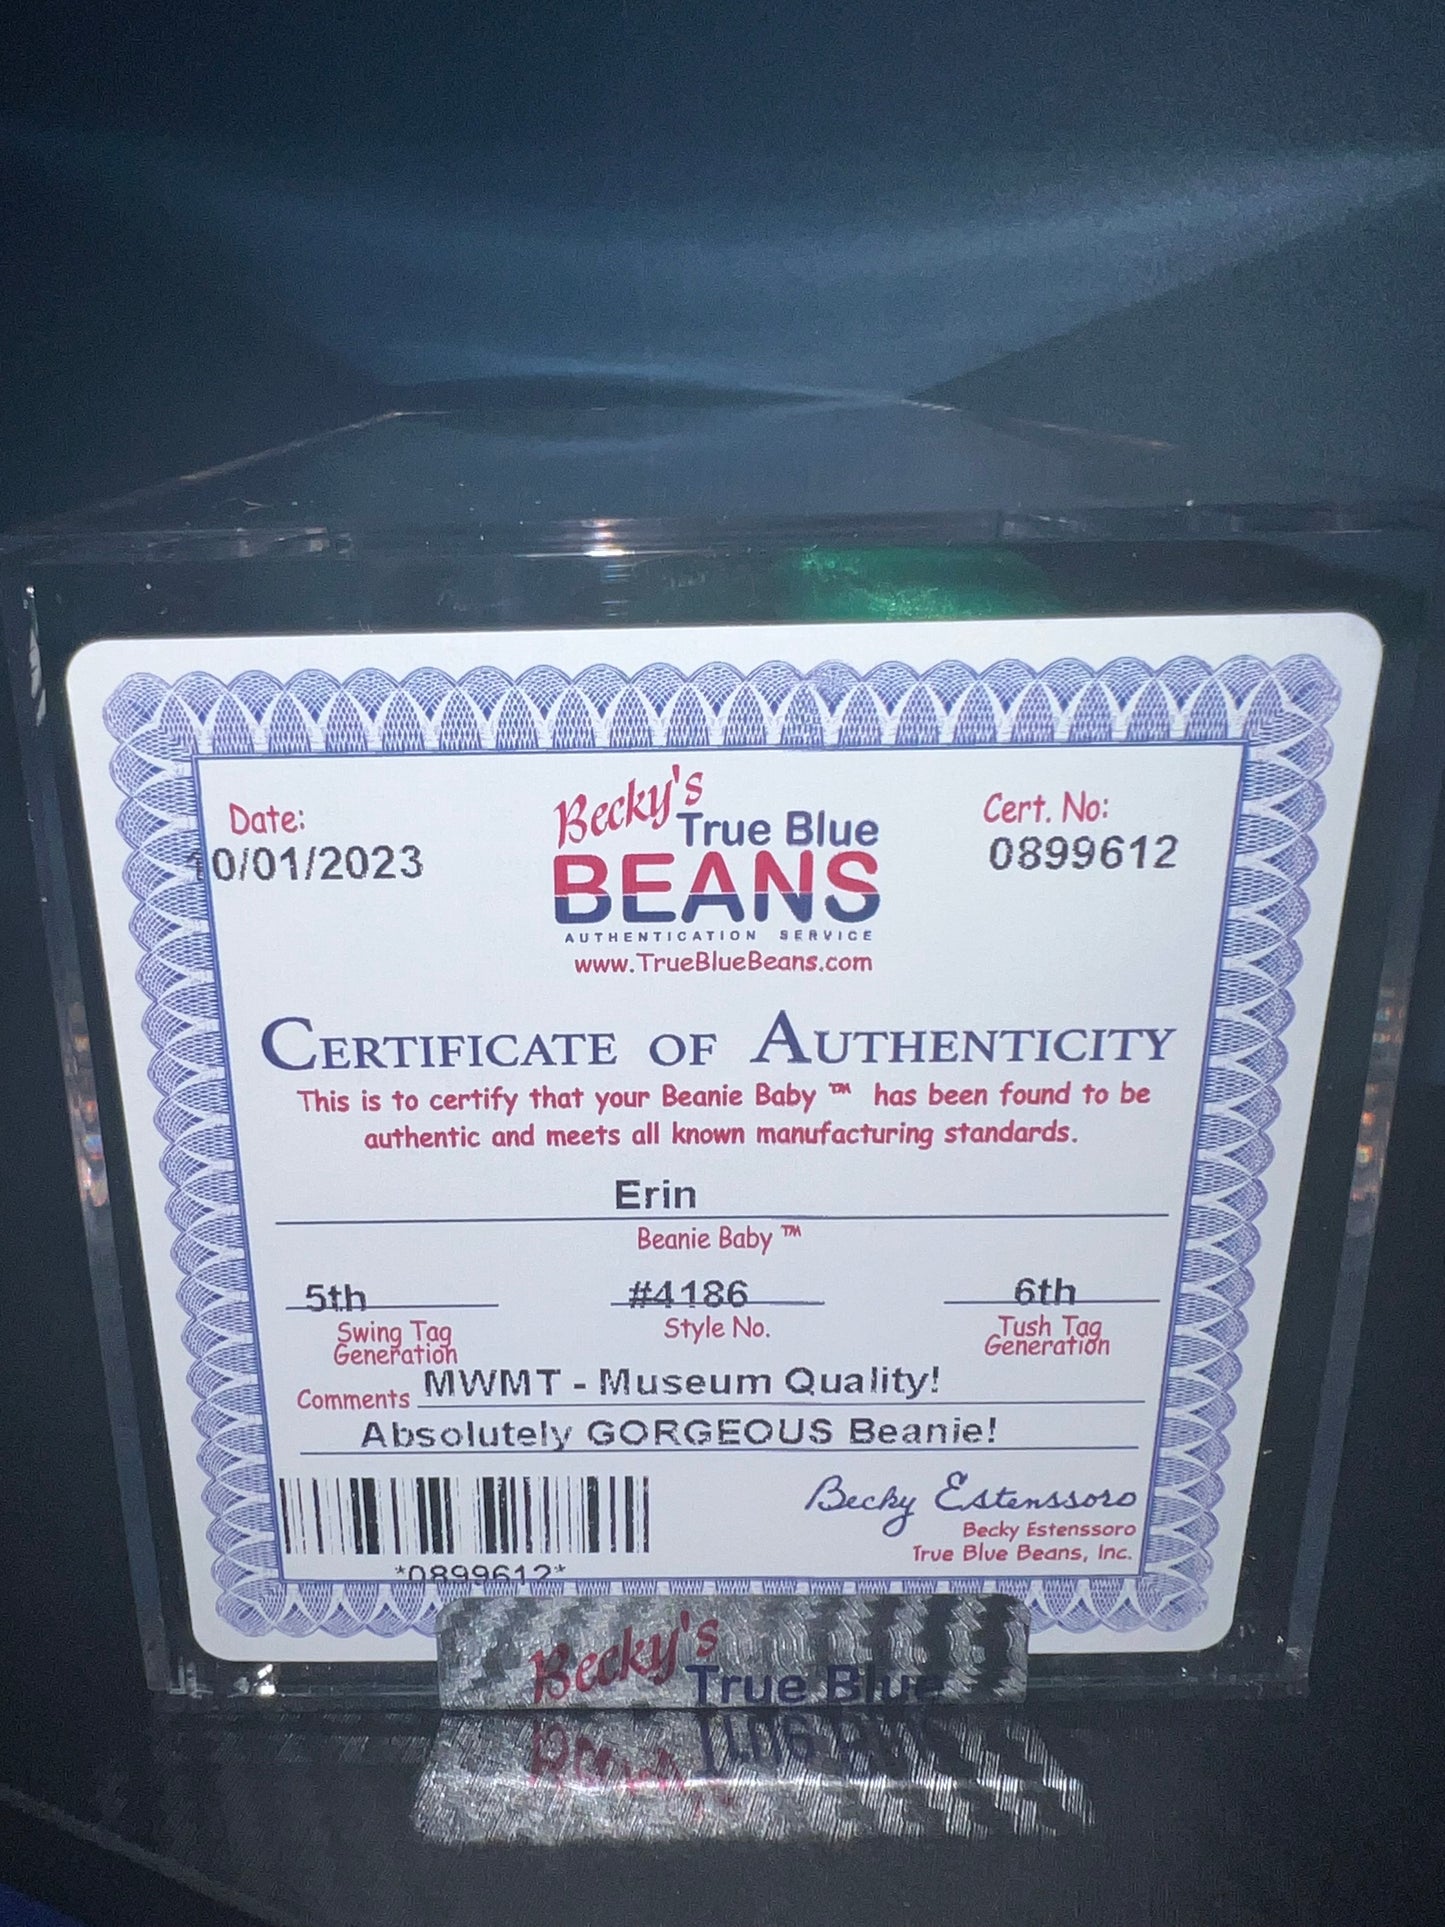 Date:
10/01/2023
Becky's
True Blue
BEANS
AUTHENTICATION SERVICE
www.TrueBlueBeans.com
Cert. No:
0899612
CERTIFICATE OF AUTHENTICITY
This is to certify that your Beanie Baby ™ has been found to be
authentic and meets all known manufacturing standards.
Erin
Beanie Baby ™
5th
Swing Tag
Generation
#4186
Style No.
6th
Tush Tag
Generation
Comments MWMT - Museum Quality!
Absolutely GORGEOUS Beanie!
*0899612*
Becky Estenssoro
Becky Estenssoro
True Blue Beans, Inc.
Becky's
True Blue